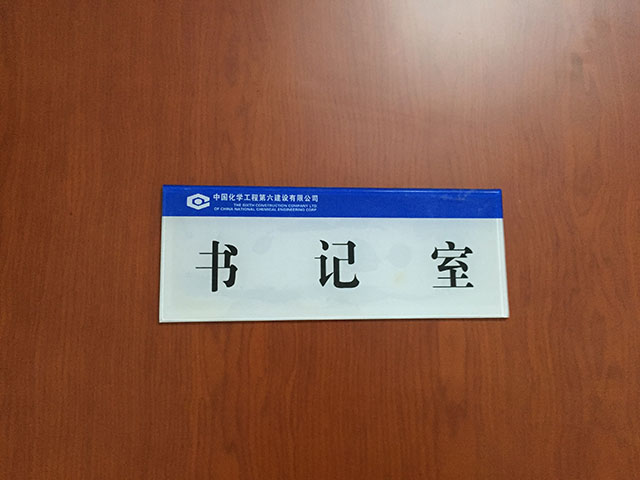 中国化学工程第六建设有限公司
THE SIXTH CONSTRUCTION COMPANY LTD
OF CHINA NATIONAL CHEMICAL ENGINEERING CORP
书记室